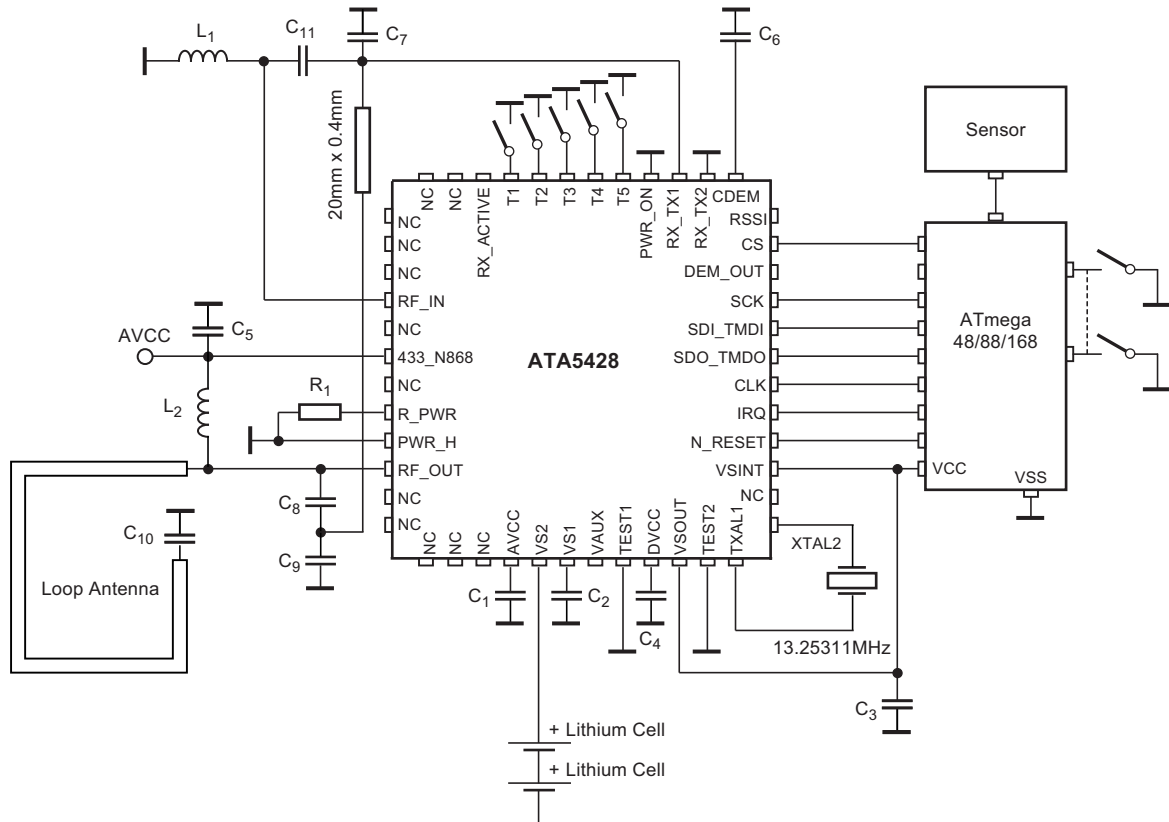 L1
C11
C7
C6
20mm x 0.4mm
Sensor
NC
NC
RX_ACTIVE
T1
T2
T3
T4
T5
PWR_ON
RX_TX1
RX_TX2
CDEM
NC
NC
NC
RF_IN
NC
433_N868
NC
R_PWR
PWR_H
RF_OUT
NC
NC
AVCC
C5
L2
R1
C8
C9
C10
Loop Antenna
ATA5428
RSSI
CS
DEM_OUT
SCK
SDI_TMDI
SDO_TMDO
CLK
IRQ
N_RESET
VSINT
NC
XTAL2
ATmega
48/88/168
VCC
VSS
NC
NC
NC
AVCC
VS2
VS1
VAUX
TEST1
DVCC
VSOUT
TEST2
TXAL1
C1
C2
C4
13.25311MHz
C3
+ Lithium Cell
+ Lithium Cell